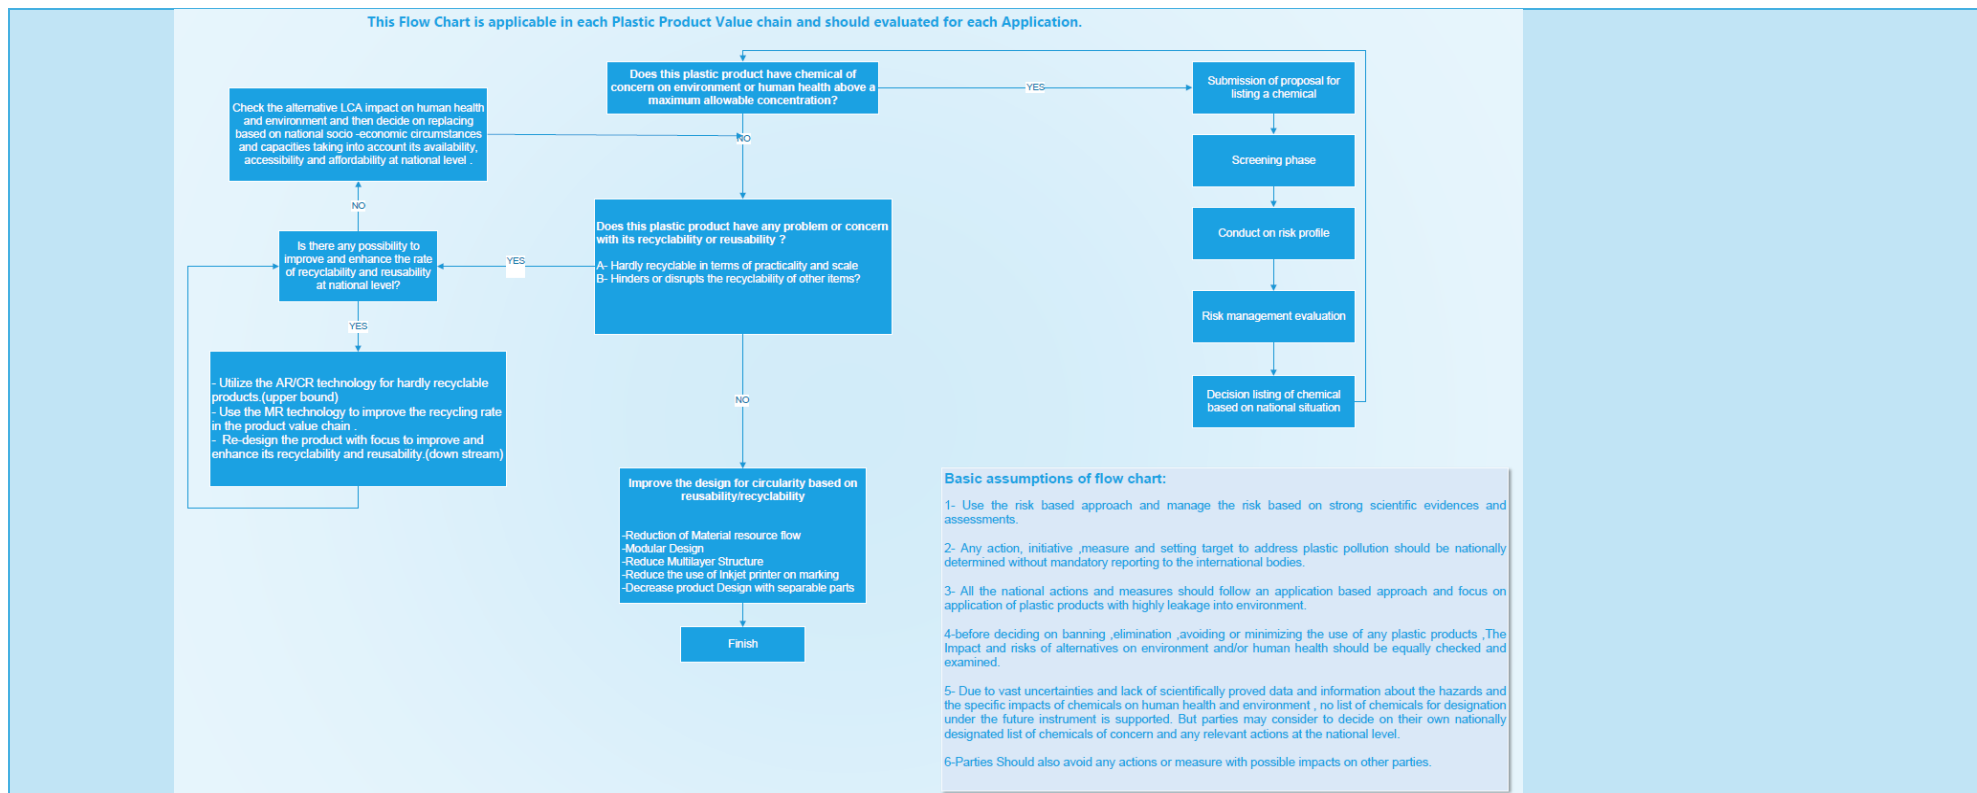 This Flow Chart is applicable in each Plastic Product Value chain and should evaluated for each Application.
Does this plastic product have chemical of
concern on environment or human health above a
maximum allowable concentration?
YES
Submission of proposal for
listing a chemical
Check the alternative LCA impact on human health
and environment and then decide on replacing
based on national socio -economic circumstances
and capacities taking into account its availability,
accessibility and affordability at national level .
NO
Screening phase
NO
Does this plastic product have any problem or concern
with its recyclability or reusability ?
A- Hardly recyclable in terms of practicality and scale
B- Hinders or disrupts the recyclability of other items?
Conduct on risk profile
Is there any possibility to
improve and enhance the rate
of recyclability and reusability
at national level?
YES
Risk management evaluation
YES
- Utilize the AR/CR technology for hardly recyclable
products.(upper bound)
- Use the MR technology to improve the recycling rate
in the product value chain .
- Re-design the product with focus to improve and
enhance its recyclability and reusability.(down stream)
NO
Decision listing of chemical
based on national situation
Improve the design for circularity based on
reusability/recyclability
-Reduction of Material resource flow
-Modular Design
-Reduce Multilayer Structure
-Reduce the use of Inkjet printer on marking
-Decrease product Design with separable parts
Finish
Basic assumptions of flow chart:
1- Use the risk based approach and manage the risk based on strong scientific evidences and
assessments.
2- Any action, initiative ,measure and setting target to address plastic pollution should be nationally
determined without mandatory reporting to the international bodies.
3- All the national actions and measures should follow an application based approach and focus on
application of plastic products with highly leakage into environment.
4-before deciding on banning ,elimination ,avoiding or minimizing the use of any plastic products ,The
Impact and risks of alternatives on environment and/or human health should be equally checked and
examined.
5- Due to vast uncertainties and lack of scientifically proved data and information about the hazards and
the specific impacts of chemicals on human health and environment , no list of chemicals for designation
under the future instrument is supported. But parties may consider to decide on their own nationally
designated list of chemicals of concern and any relevant actions at the national level.
6-Parties Should also avoid any actions or measure with possible impacts on other parties.